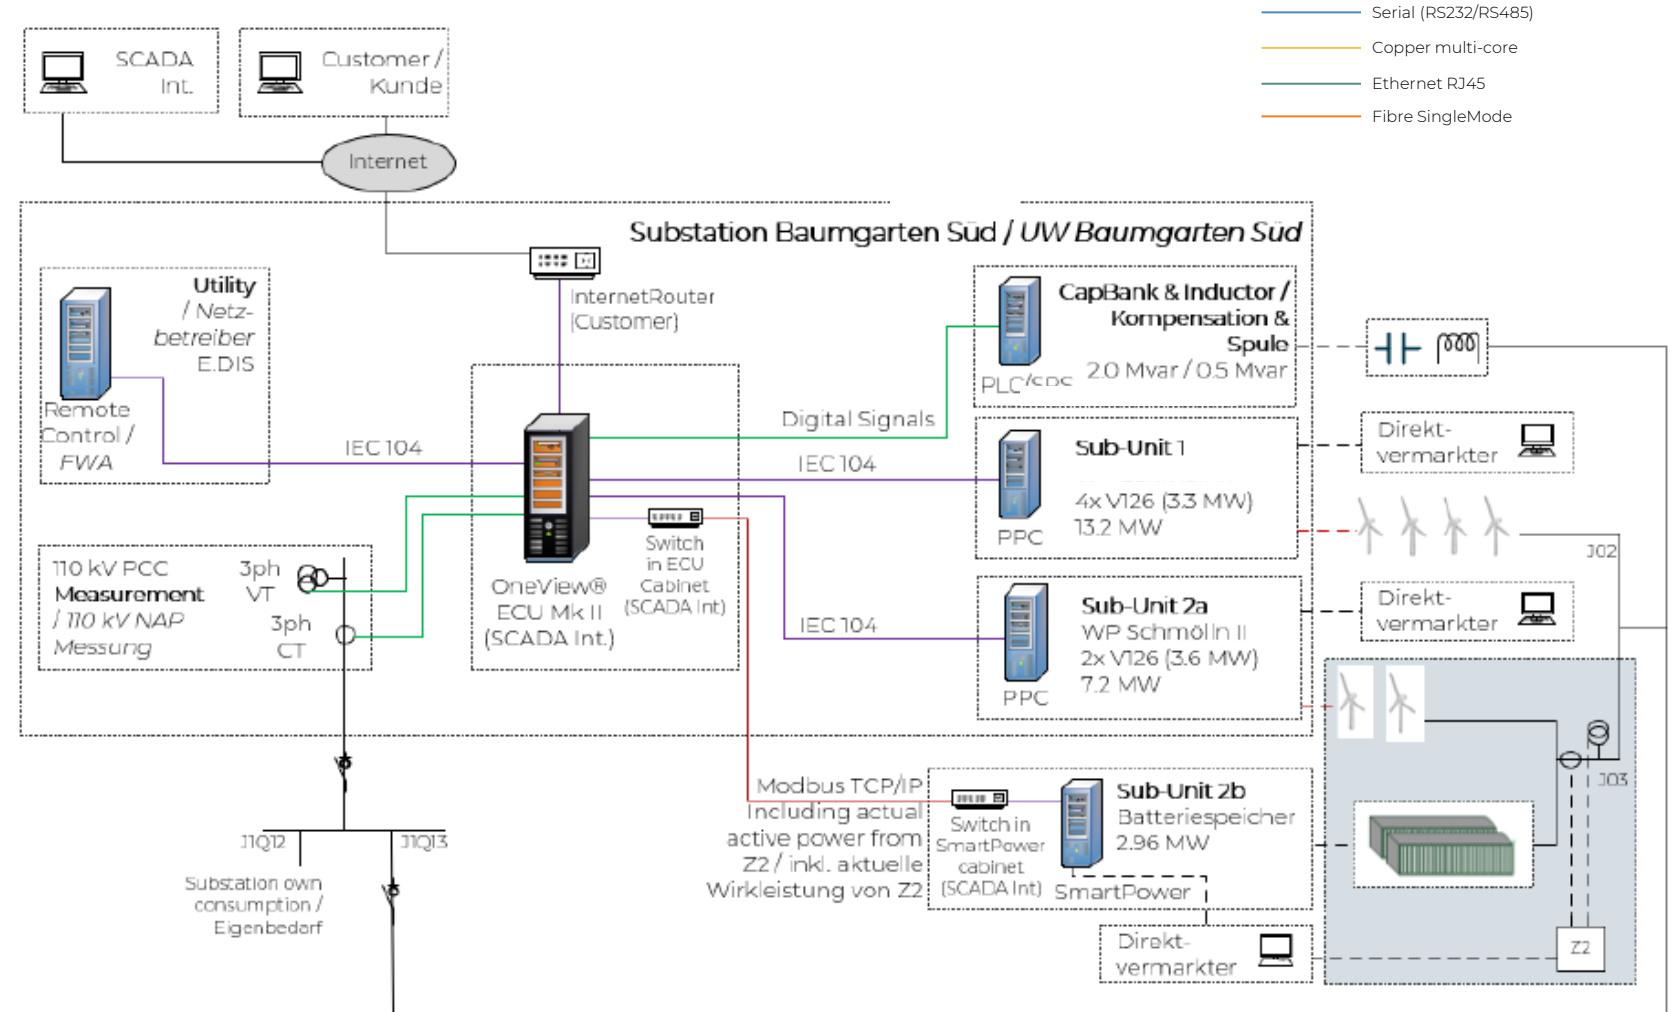 Serial (RS232/RS485)
Copper multi-core
Ethernet RJ45
Fibre SingleMode
SCADA
Int.
Customer /
Kunde
Internet
Substation Baumgarten Süd / UW Baumgarten Süd
Utility
/ Netz-
betreiber
E.DIS
Remote
Control /
FWA
IEC 104
InternetRouter
(Customer)
CapBank & Inductor /
Kompensation &
Spule
2.0 Mvar / 0.5 Mvar
PLC/SPS
Digital Signals
IEC 104
Sub-Unit 1
4x V126 (3.3 MW)
13.2 MW
PPC
Direkt-
vermarkter
J02
110 kV PCC
Measurement
/ 110 kV NAP
Messung
3ph
VT
3ph
CT
OneView®
ECU Mk II
(SCADA Int.)
Switch
in ECU
Cabinet
(SCADA Int)
IEC 104
Sub-Unit 2a
WP Schmölln II
2x V126 (3.6 MW)
7.2 MW
PPC
Direkt-
vermarkter
J03
Modbus TCP/IP
Including actual
active power from
Z2 / inkl. aktuelle
Wirkleistung von Z2
Switch in
SmartPower
cabinet
(SCADA Int)
Sub-Unit 2b
Batteriespeicher
2.96 MW
SmartPower
Direkt-
vermarkter
Z2
J1Q12
J1Q13
Substation own
consumption /
Eigenbedarf